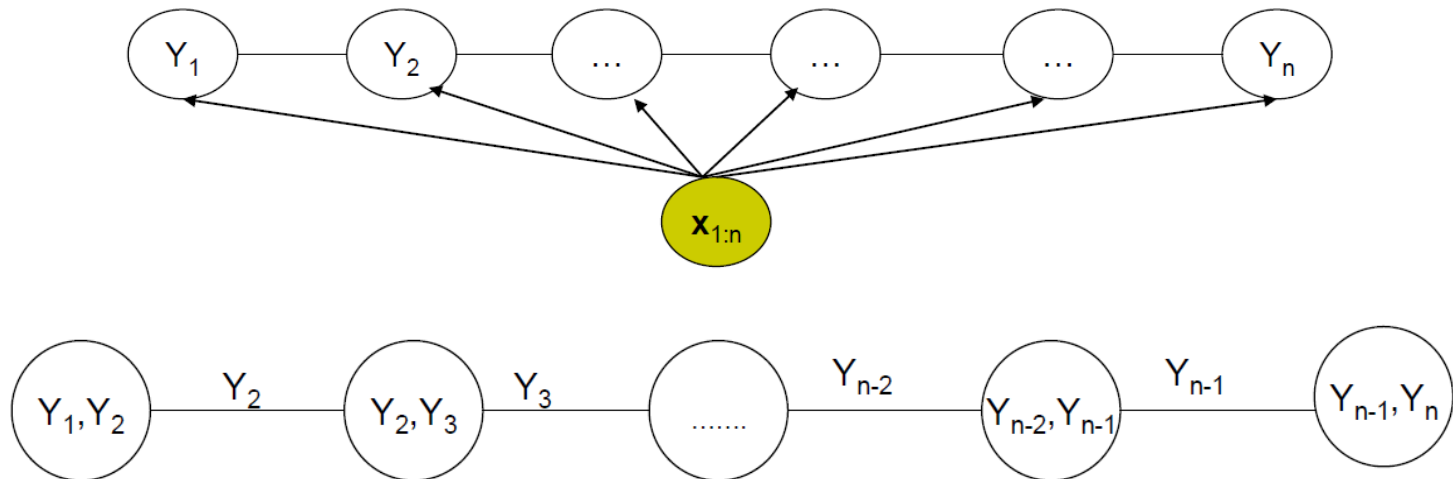 Y₁ Y₂ ... ... ... Yₙ
x₁:ₙ
Y₂ Y₃ Yₙ₋₂ Yₙ₋₁
Y₁,Y₂ Y₂,Y₃ ....... Yₙ₋₂,Yₙ₋₁ Yₙ₋₁,Yₙ